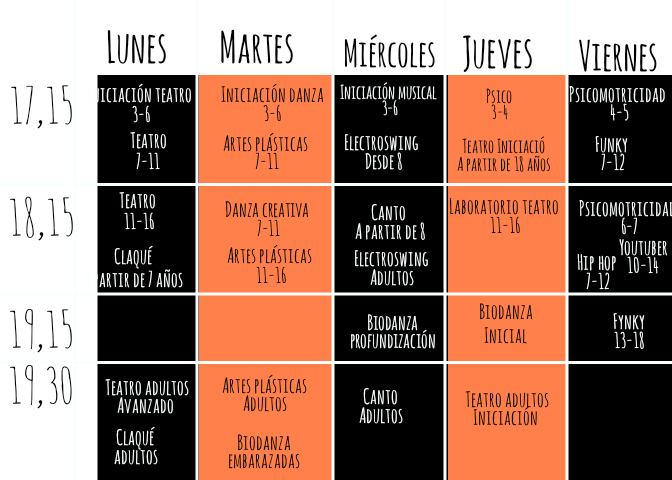 Lunes Martes Miércoles Jueves Viernes
17,15
niciación teatro
3-6
Teatro
7-11
Iniciación danza
3-6
Artes plásticas
7-11
Iniciación musical
3-6
Electroswing
Desde 8
Psico
3-4
Teatro Iniciació
A partir de 18 años
Psicomotricidad
4-5
Funky
7-12
18,15
Teatro
11-16
Claqué
artir de 7 años
Danza creativa
7-11
Artes plásticas
11-16
Canto
A partir de 8
Electroswing
Adultos
Laboratorio teatro
11-16
Psicomotricidad
6-7
Youtuber
10-14
Hip hop
7-12
19,15
Biodanza
profundización
Biodanza
Inicial
Fynky
13-18
19,30
Teatro adultos
Avanzado
Claqué
adultos
Artes plásticas
Adultos
Biodanza
embarazadas
Canto
Adultos
Teatro adultos
Iniciación